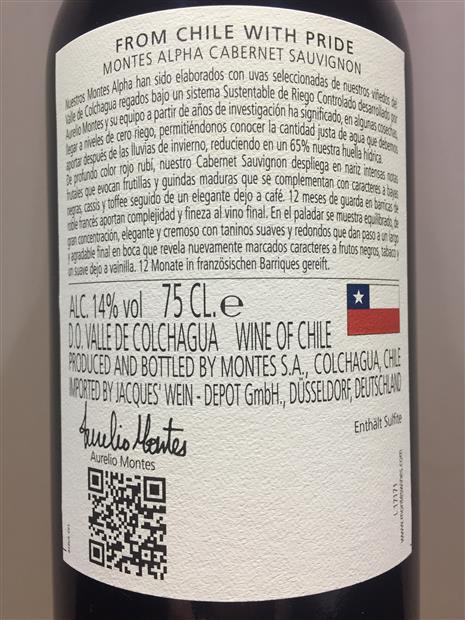 FROM CHILE WITH PRIDE
MONTES ALPHA CABERNET SAUVIGNON
Nuestros Montes Alpha han sido elaborados con uvas seleccionadas de nuestros viñedos del
Valle de Colchagua regados bajo un sistema Sustentable de Riego Controlado desarrollado por
Aurelio Montes y su equipo a partir de años de investigación ha significado, en algunas cosechas,
llegar a niveles de cero riego, permitiéndonos conocer la cantidad justa de agua que debemos
aportar después de las lluvias de invierno, reduciendo en un 65% nuestra huella hídrica.
De profundo color rojo rubí, nuestro Cabernet Sauvignon despliega en nariz intensas notas
frutales que evocan frutillas y guindas maduras que se complementan con caracteres a bayas
negras, cassis y toffee seguido de un elegante dejo a café. 12 meses de guarda en barricas de
roble francés aportan complejidad y fineza al vino final. En el paladar se muestra equilibrado, de
gran concentración, elegante y cremoso con taninos suaves y redondos que dan paso a un largo
y agradable final en boca que revela nuevamente marcados caracteres a frutos negros, tabaco y
un suave dejo a vainilla. 12 Monate in französischen Barriques gereift.
ALC. 14% vol 75 CL. e
D.O. VALLE DE COLCHAGUA WINE OF CHILE
PRODUCED AND BOTTLED BY MONTES S.A., COLCHAGUA, CHILE
IMPORTED BY JACQUES' WEIN - DEPOT GmbH., DÜSSELDORF, DEUTSCHLAND
Enthält Sulfite
Aurelio Montes
Aurelio Montes
L-17171
www.monteswines.com